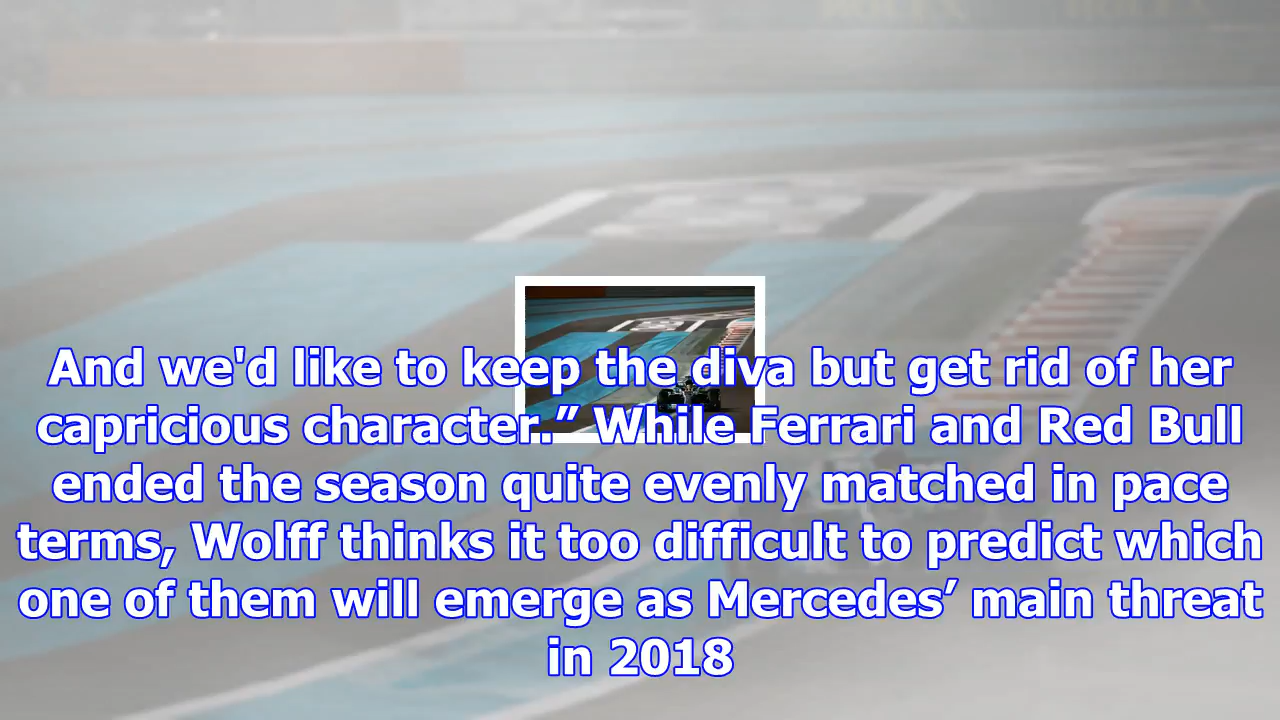 And we'd like to keep the diva but get rid of her
capricious character.” While Ferrari and Red Bull
ended the season quite evenly matched in pace
terms, Wolff thinks it too difficult to predict which
one of them will emerge as Mercedes’ main threat
in 2018